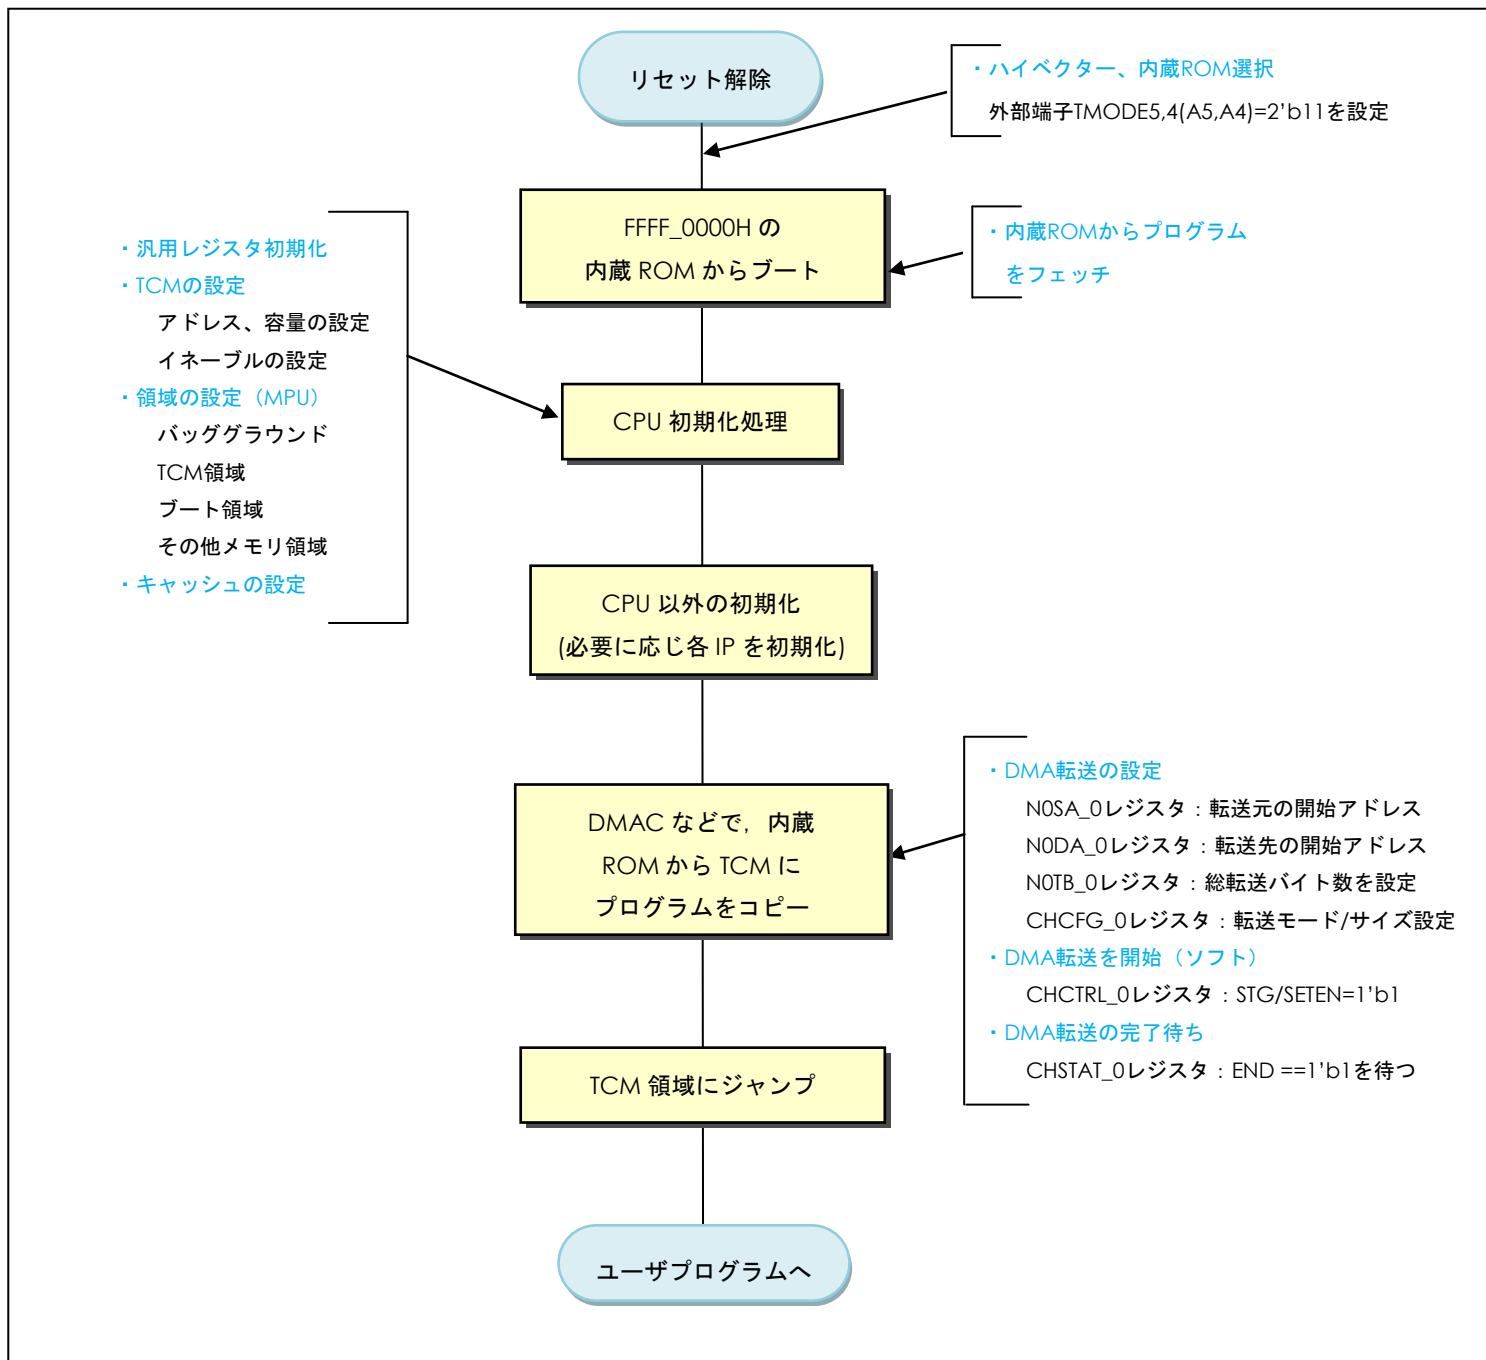 リセット解除
・ハイベクター、内蔵ROM選択
外部端子TMODE5,4(A5,A4)=2’b11を設定
FFFF_0000H の
内蔵 ROM からブート
・内蔵ROMからプログラム
をフェッチ
・汎用レジスタ初期化
・TCMの設定
アドレス、容量の設定
イネーブルの設定
・領域の設定（MPU）
バッググラウンド
TCM領域
ブート領域
その他メモリ領域
・キャッシュの設定
CPU 初期化処理
CPU 以外の初期化
(必要に応じ各 IP を初期化)
DMAC などで，内蔵
ROM から TCM に
プログラムをコピー
・DMA転送の設定
N0SA_0レジスタ：転送元の開始アドレス
N0DA_0レジスタ：転送先の開始アドレス
N0TB_0レジスタ：総転送バイト数を設定
CHCFG_0レジスタ：転送モード/サイズ設定
・DMA転送を開始（ソフト）
CHCTRL_0レジスタ：STG/SETEN=1’b1
・DMA転送の完了待ち
CHSTAT_0レジスタ：END ==1’b1を待つ
TCM 領域にジャンプ
ユーザプログラムへ